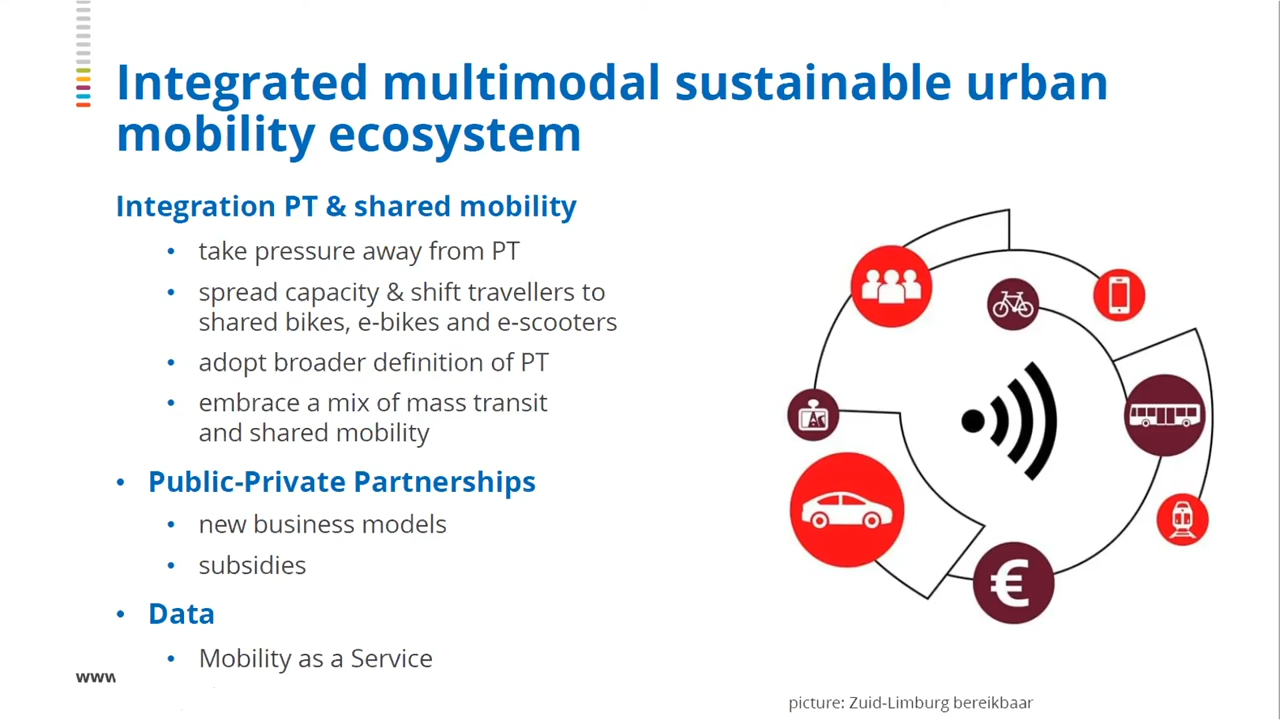 Integrated multimodal sustainable urban
mobility ecosystem
Integration PT & shared mobility
• take pressure away from PT
• spread capacity & shift travellers to
shared bikes, e-bikes and e-scooters
• adopt broader definition of PT
• embrace a mix of mass transit
and shared mobility
• Public-Private Partnerships
• new business models
• subsidies
• Data
• Mobility as a Service
www
€
picture: Zuid-Limburg bereikbaar